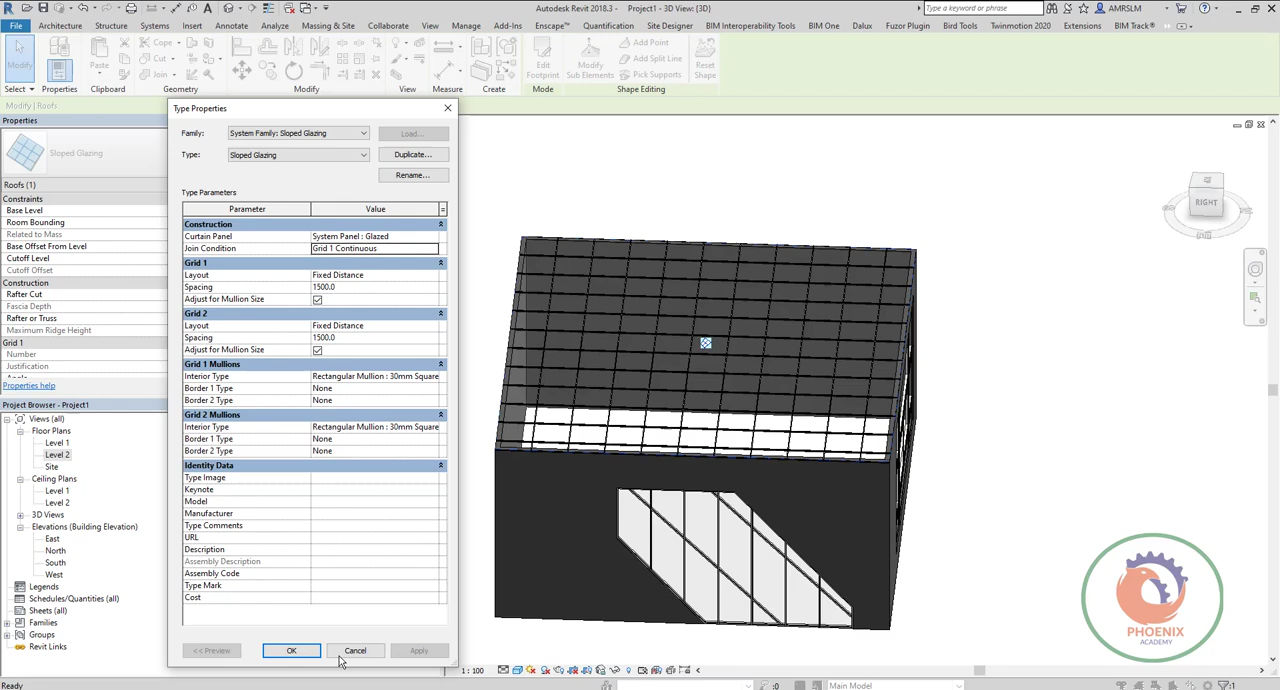 Autodesk Revit 2018.3 - Project1 - 3D View: {3D}
Type a keyword or phrase
AMRSLM
File Architecture Structure Systems Insert Annotate Analyze Massing & Site Collaborate View Manage Add-Ins Enscape™ Quantification Site Designer BIM Interoperability Tools BIM One Dalux Fuzor Plugin Bird Tools Twinmotion 2020 Extensions BIM Track®
Modify
Paste
Cope
Cut
Join
Edit Footprint
Modify Sub Elements
Add Point
Add Split Line
Pick Supports
Reset Shape
Select Properties Clipboard Geometry Modify View Measure Create Mode Shape Editing
Modify | Roofs
Properties
Sloped Glazing
Roofs (1)
Constraints
Base Level
Room Bounding
Related to Mass
Base Offset From Level
Cutoff Level
Cutoff Offset
Construction
Rafter Cut
Fascia Depth
Rafter or Truss
Maximum Ridge Height
Grid 1
Number
Justification
Properties help
Project Browser - Project1
Views (all)
Floor Plans
Level 1
Level 2
Site
Ceiling Plans
Level 1
Level 2
3D Views
Elevations (Building Elevation)
East
North
South
West
Legends
Schedules/Quantities (all)
Sheets (all)
Families
Groups
Revit Links
Type Properties
Family: System Family: Sloped Glazing Load...
Type: Sloped Glazing Duplicate...
Rename...
Type Parameters
Parameter Value =
Construction
Curtain Panel System Panel : Glazed
Join Condition Grid 1 Continuous
Grid 1
Layout Fixed Distance
Spacing 1500.0
Adjust for Mullion Size
Grid 2
Layout Fixed Distance
Spacing 1500.0
Adjust for Mullion Size
Grid 1 Mullions
Interior Type Rectangular Mullion : 30mm Square
Border 1 Type None
Border 2 Type None
Grid 2 Mullions
Interior Type Rectangular Mullion : 30mm Square
Border 1 Type None
Border 2 Type None
Identity Data
Type Image
Keynote
Model
Manufacturer
Type Comments
URL
Description
Assembly Description
Assembly Code
Type Mark
Cost
<< Preview OK Cancel Apply
RIGHT
PHOENIX
ACADEMY
1 : 100
Ready
:0
Main Model
:1